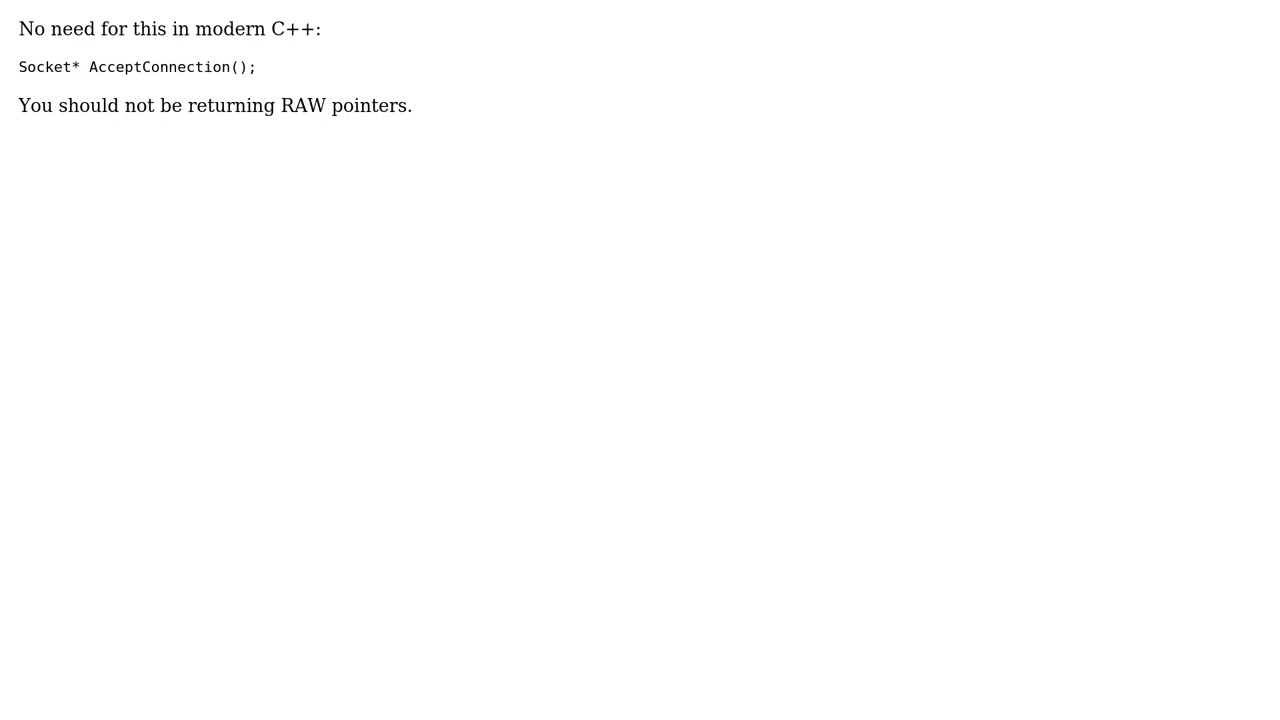 No need for this in modern C++:
Socket* AcceptConnection();
You should not be returning RAW pointers.